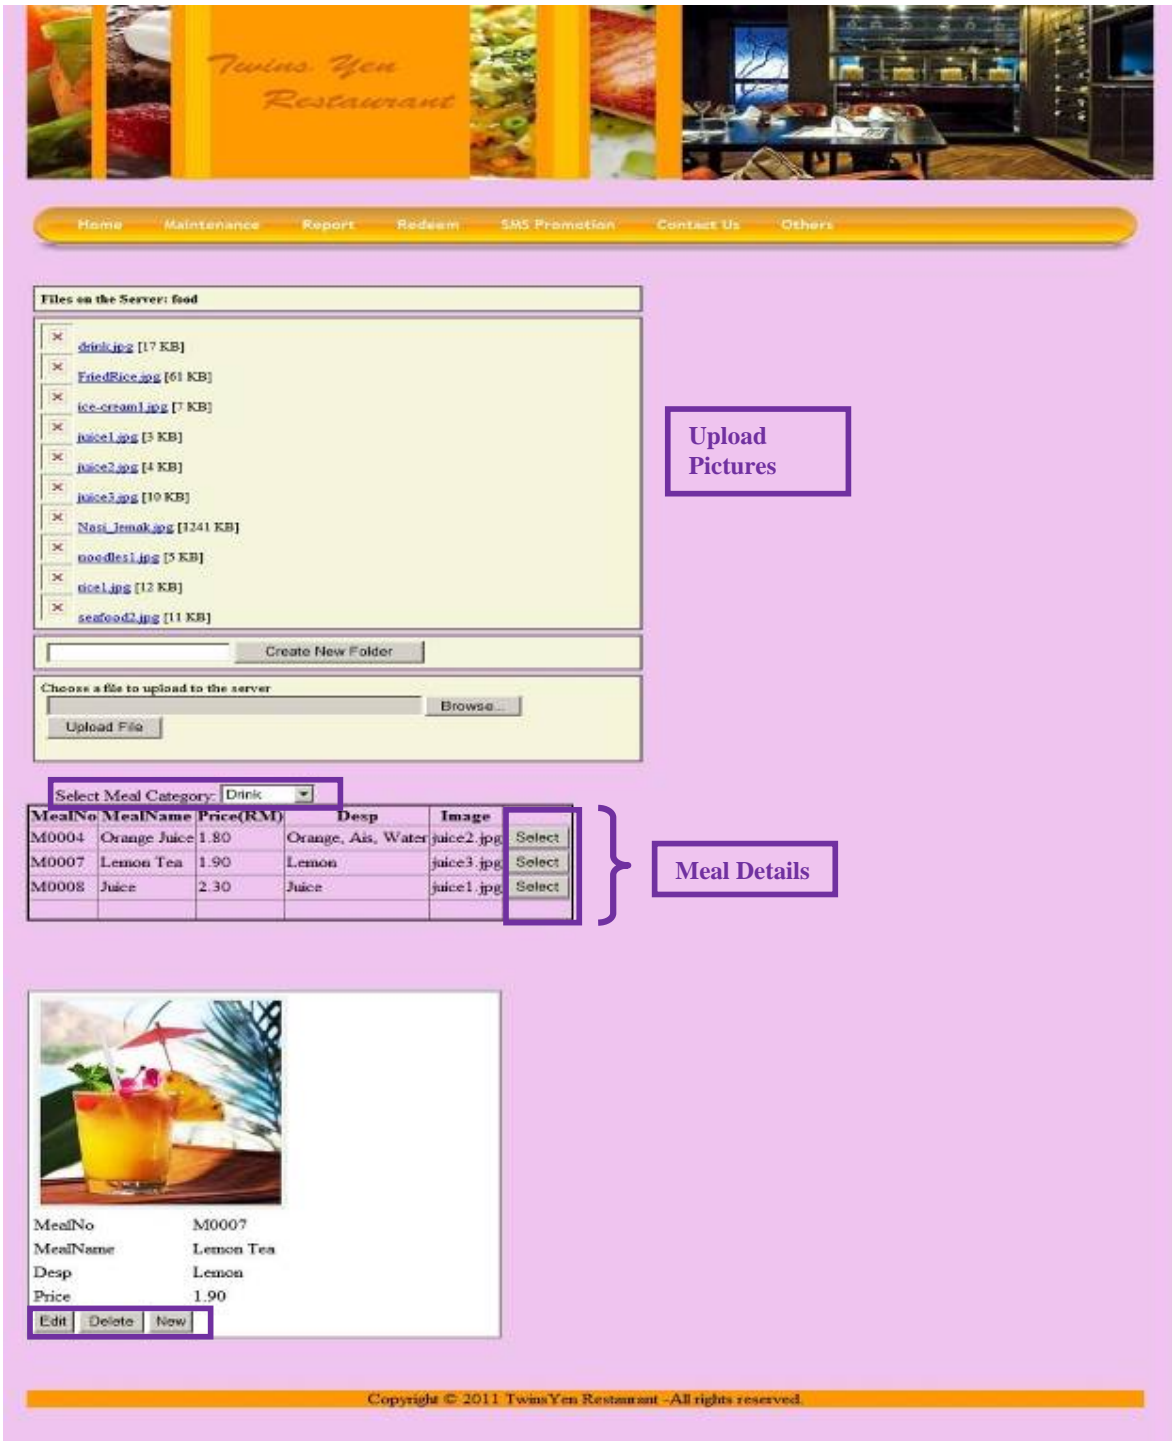 Twins Yen
Restaurant
Home Maintenance Report Redeem SMS Promotion Contact Us Others
Files on the Server: food
drink.jpg [17 KB]
FriedRice.jpg [61 KB]
ice-cream1.jpg [7 KB]
juice1.jpg [3 KB]
juice2.jpg [4 KB]
juice3.jpg [10 KB]
Nasi_lemak.jpg [1241 KB]
noodles1.jpg [5 KB]
rice1.jpg [12 KB]
seafood2.jpg [11 KB]
Upload
Pictures
Create New Folder
Choose a file to upload to the server
Browse...
Upload File
Select Meal Category: Drink
MealNo MealName Price(RM) Desp Image
M0004 Orange Juice 1.80 Orange, Ais, Water juice2.jpg Select
M0007 Lemon Tea 1.90 Lemon juice3.jpg Select
M0008 Juice 2.30 Juice juice1.jpg Select
Meal Details
MealNo M0007
MealName Lemon Tea
Desp Lemon
Price 1.90
Edit Delete New
Copyright © 2011 TwinsYen Restaurant -All rights reserved.